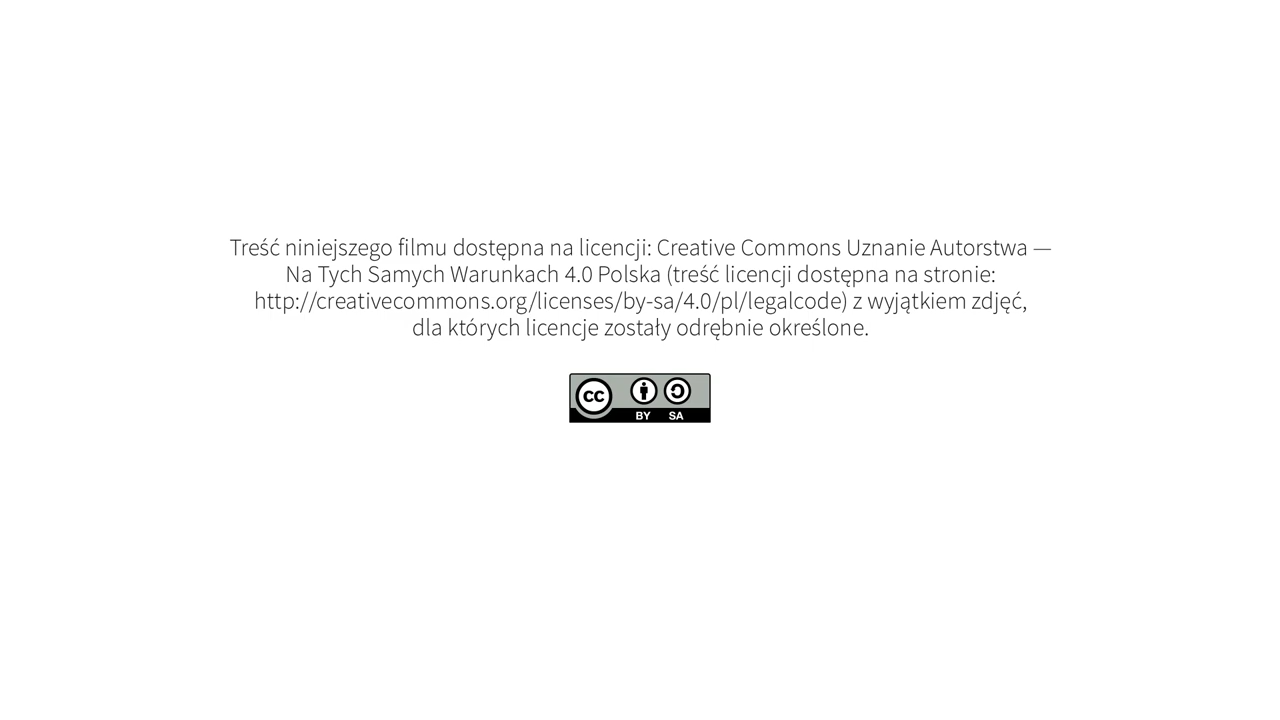 Treść niniejszego filmu dostępna na licencji: Creative Commons Uznanie Autorstwa —
Na Tych Samych Warunkach 4.0 Polska (treść licencji dostępna na stronie:
http://creativecommons.org/licenses/by-sa/4.0/pl/legalcode) z wyjątkiem zdjęć,
dla których licencje zostały odrębnie określone.
cc
BY SA